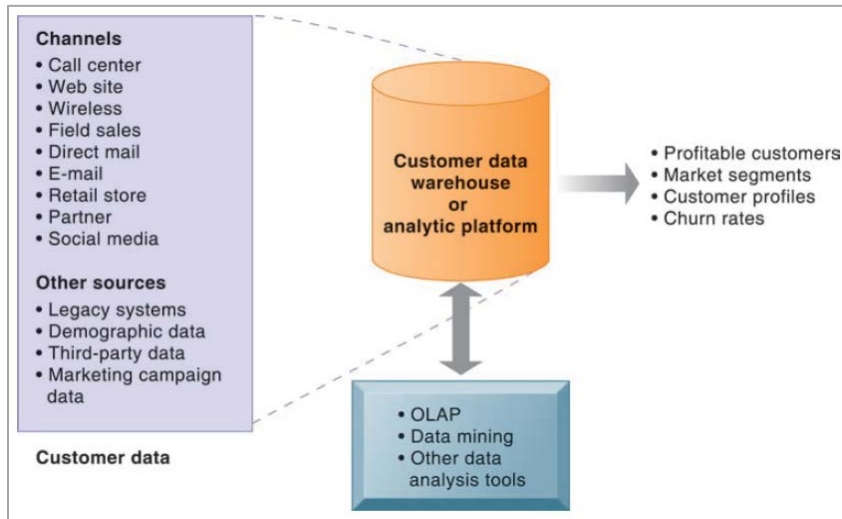 Channels
• Call center
• Web site
• Wireless
• Field sales
• Direct mail
• E-mail
• Retail store
• Partner
• Social media
Other sources
• Legacy systems
• Demographic data
• Third-party data
• Marketing campaign
data
Customer data
Customer data
warehouse
or
analytic platform
• Profitable customers
• Market segments
• Customer profiles
• Churn rates
• OLAP
• Data mining
• Other data
analysis tools